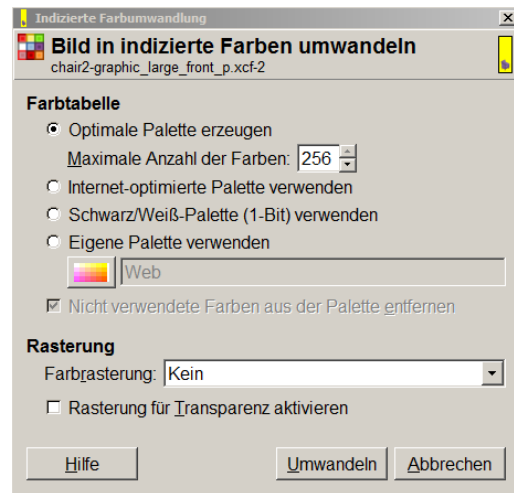 Indizierte Farbumwandlung
Bild in indizierte Farben umwandeln
chair2-graphic_large_front_p.xcf-2
Farbtabelle
Optimale Palette erzeugen
Maximale Anzahl der Farben: 256
Internet-optimierte Palette verwenden
Schwarz/Weiß-Palette (1-Bit) verwenden
Eigene Palette verwenden
Web
Nicht verwendete Farben aus der Palette entfernen
Rasterung
Farbrasterung: Kein
Rasterung für Transparenz aktivieren
Hilfe Umwandeln Abbrechen